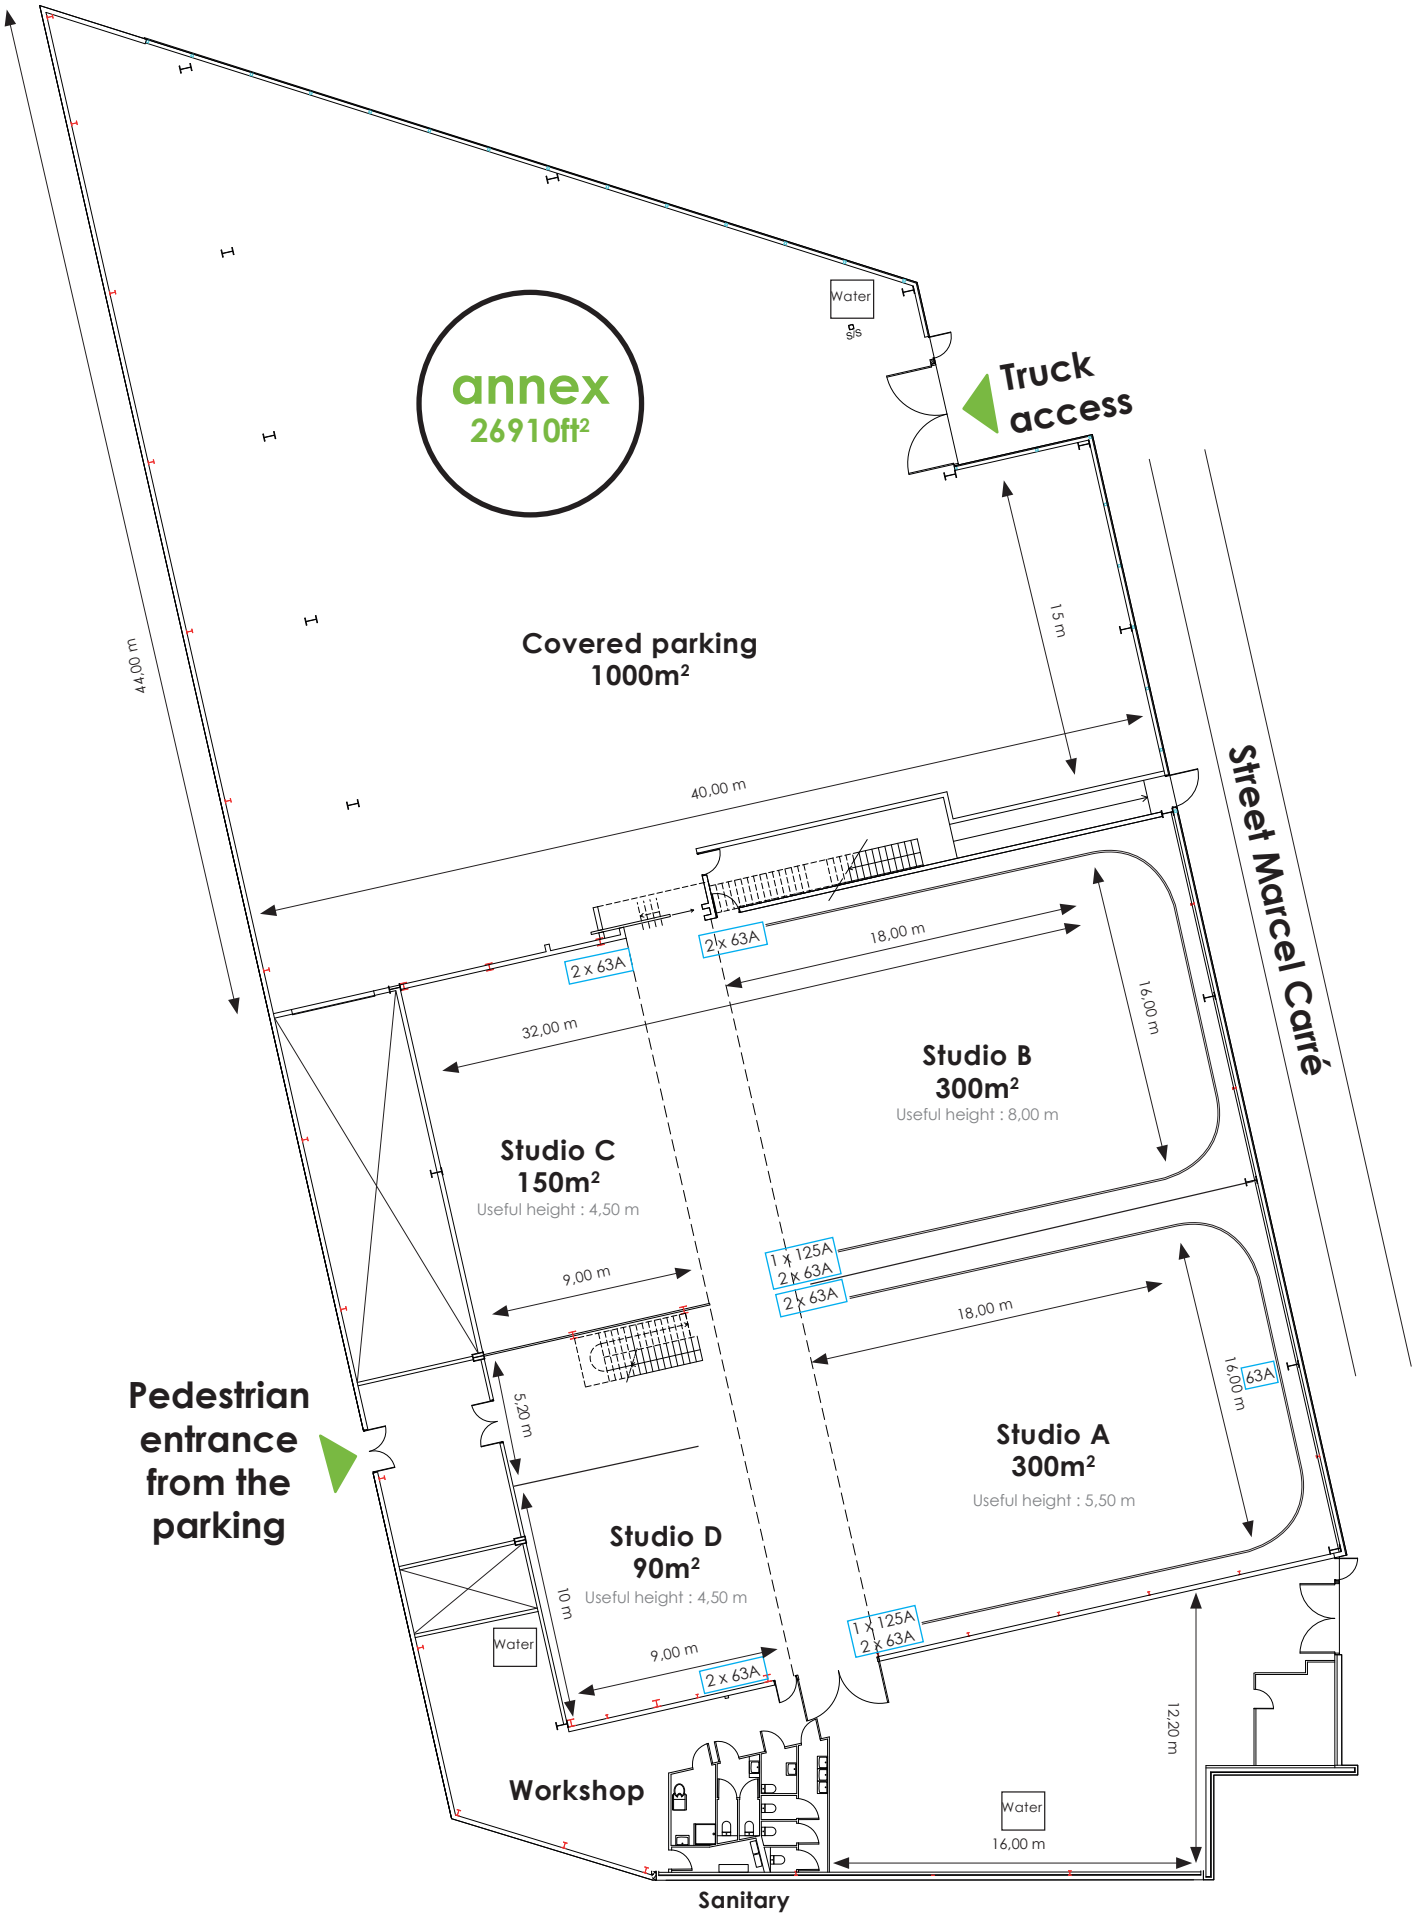 annex
26910ft²
Water
S/S
Truck
access
44,00 m
Covered parking
1000m²
15 m
40,00 m
Street Marcel Carré
2 x 63A
2 x 63A
18,00 m
32,00 m
16,00 m
Studio B
300m²
Useful height : 8,00 m
Studio C
150m²
Useful height : 4,50 m
1 x 125A
2 x 63A
2 x 63A
9,00 m
18,00 m
16,00 m
63A
Pedestrian
entrance
from the
parking
5,20 m
Studio A
300m²
Useful height : 5,50 m
Studio D
90m²
Useful height : 4,50 m
10 m
Water
9,00 m
2 x 63A
1 x 125A
2 x 63A
12,20 m
Workshop
Water
16,00 m
Sanitary